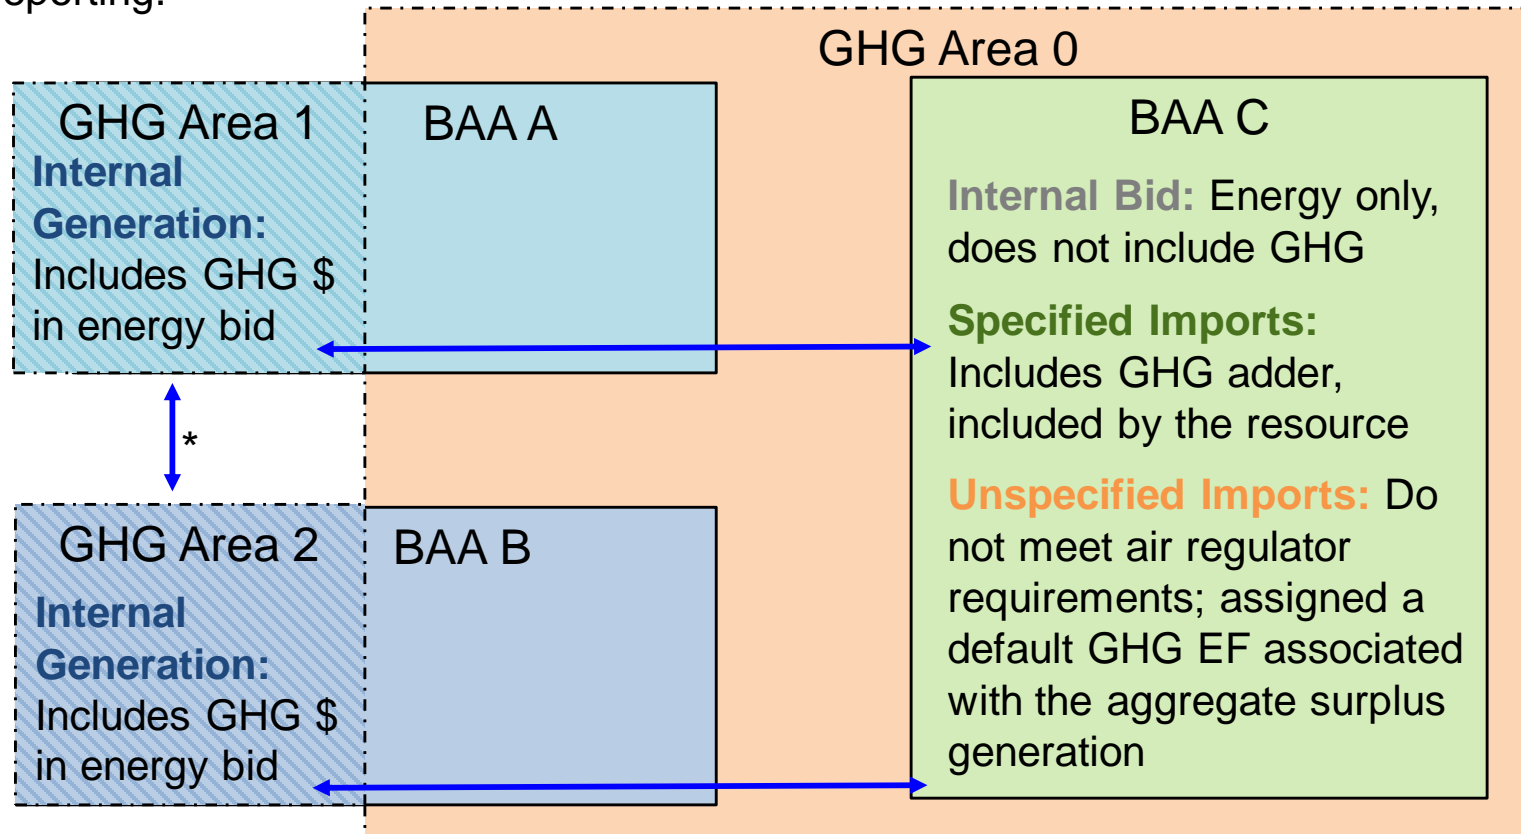 sporting.
GHG Area 0
GHG Area 1
Internal
Generation:
Includes GHG $
in energy bid
BAA A
*
GHG Area 2
Internal
Generation:
Includes GHG $
in energy bid
BAA B
BAA C
Internal Bid: Energy only,
does not include GHG
Specified Imports:
Includes GHG adder,
included by the resource
Unspecified Imports: Do
not meet air regulator
requirements; assigned a
default GHG EF associated
with the aggregate surplus
generation